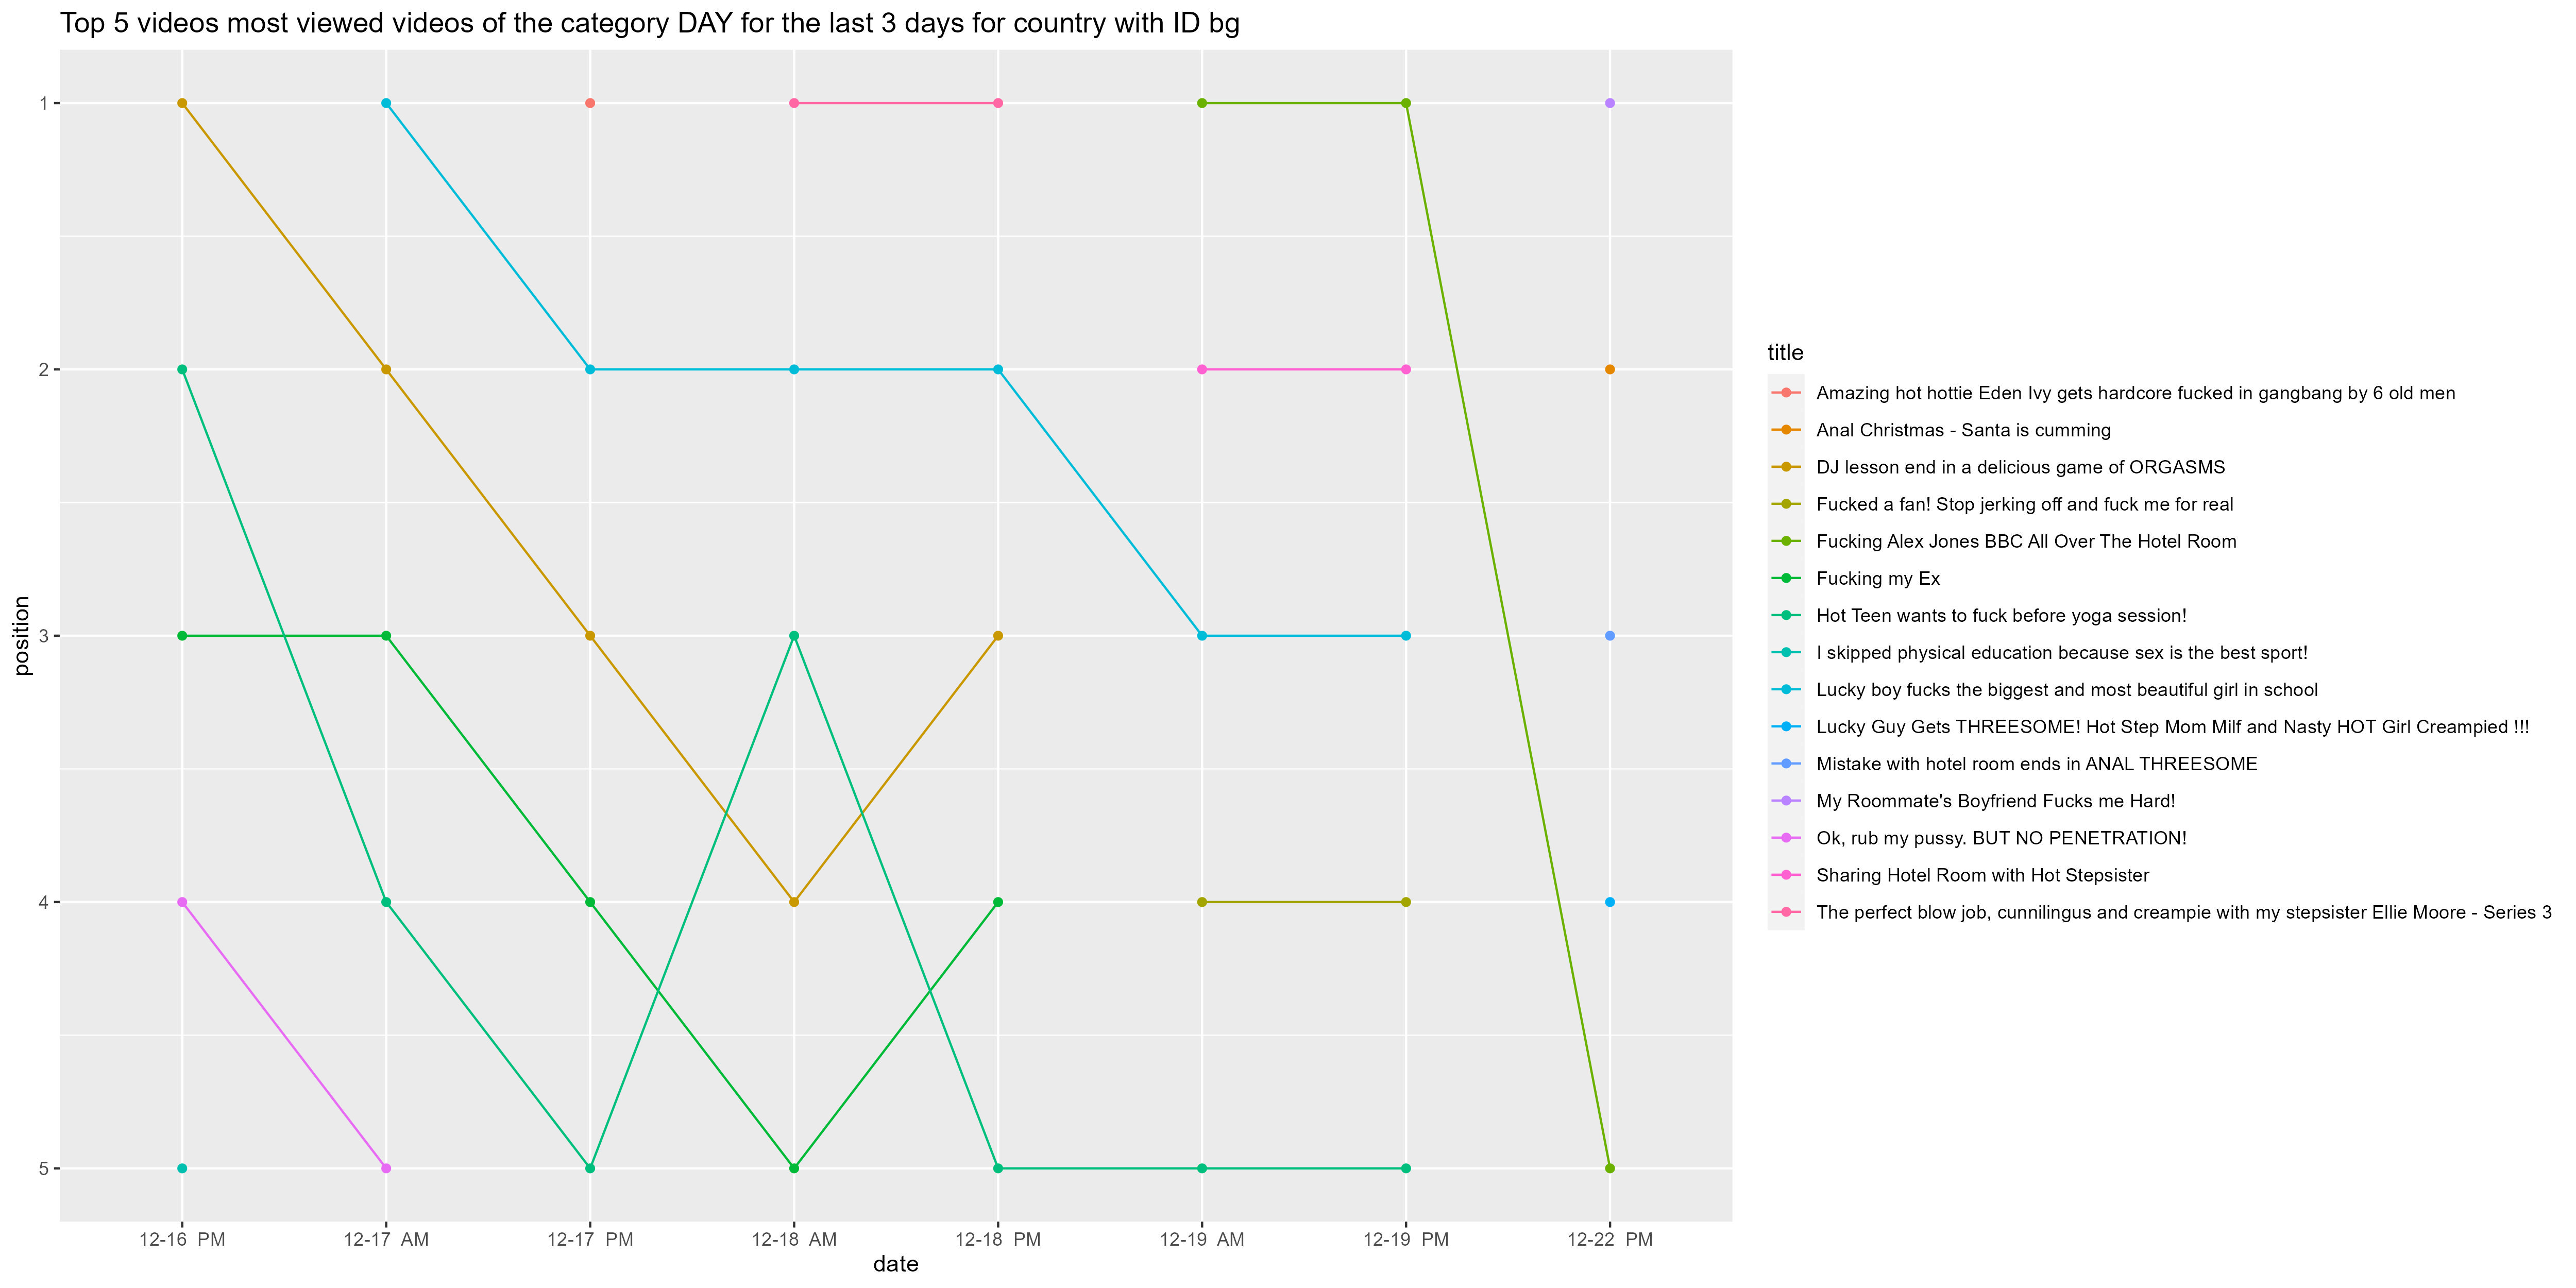 Top 5 videos most viewed videos of the category DAY for the last 3 days for country with ID bg
position
1
2
3
4
5
12-16 PM
12-17 AM
12-17 PM
12-18 AM
12-18 PM
12-19 AM
12-19 PM
12-22 PM
date
title
Amazing hot hottie Eden Ivy gets hardcore fucked in gangbang by 6 old men
Anal Christmas - Santa is cumming
DJ lesson end in a delicious game of ORGASMS
Fucked a fan! Stop jerking off and fuck me for real
Fucking Alex Jones BBC All Over The Hotel Room
Fucking my Ex
Hot Teen wants to fuck before yoga session!
I skipped physical education because sex is the best sport!
Lucky boy fucks the biggest and most beautiful girl in school
Lucky Guy Gets THREESOME! Hot Step Mom Milf and Nasty HOT Girl Creampied !!!
Mistake with hotel room ends in ANAL THREESOME
My Roommate's Boyfriend Fucks me Hard!
Ok, rub my pussy. BUT NO PENETRATION!
Sharing Hotel Room with Hot Stepsister
The perfect blow job, cunnilingus and creampie with my stepsister Ellie Moore - Series 3